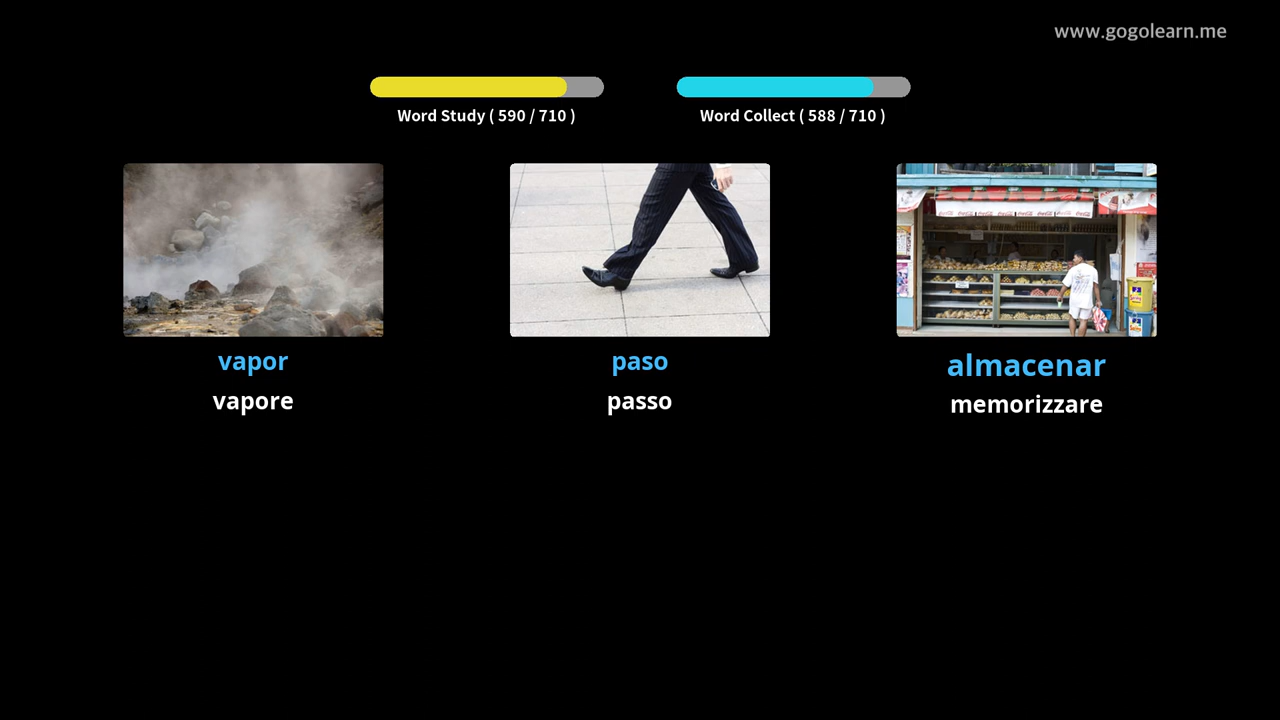 www.gogolearn.me
Word Study ( 590 / 710 )
Word Collect ( 588 / 710 )
vapor
vapore
paso
passo
almacenar
memorizzare